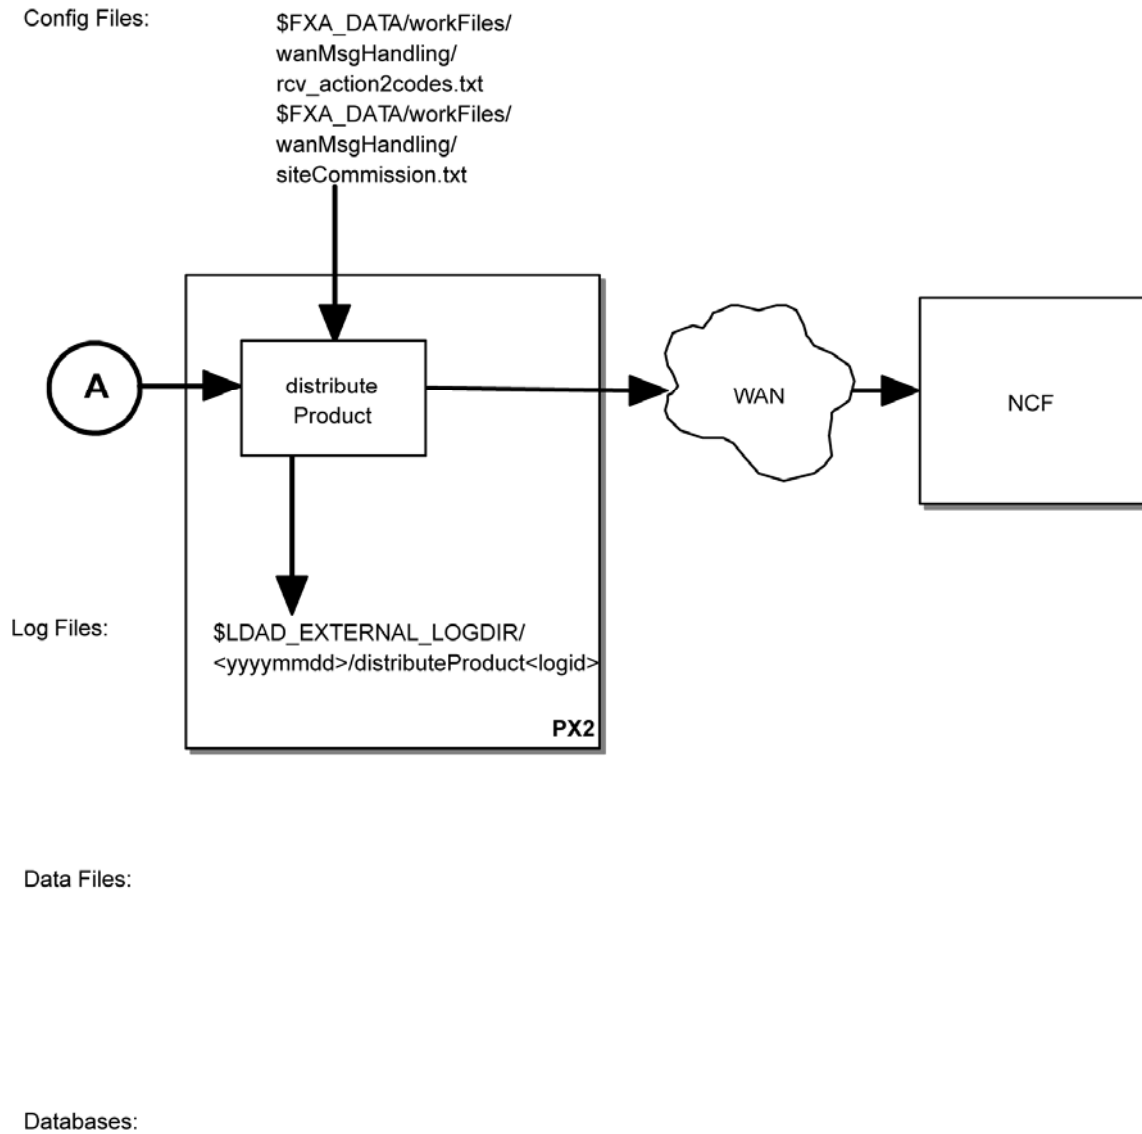 Config Files:
$FXA_DATA/workFiles/
wanMsgHandling/
rcv_action2codes.txt
$FXA_DATA/workFiles/
wanMsgHandling/
siteCommission.txt
A
distribute
Product
WAN
NCF
Log Files:
$LDAD_EXTERNAL_LOGDIR/
<yyyymmdd>/distributeProduct<logid>
PX2
Data Files:
Databases: